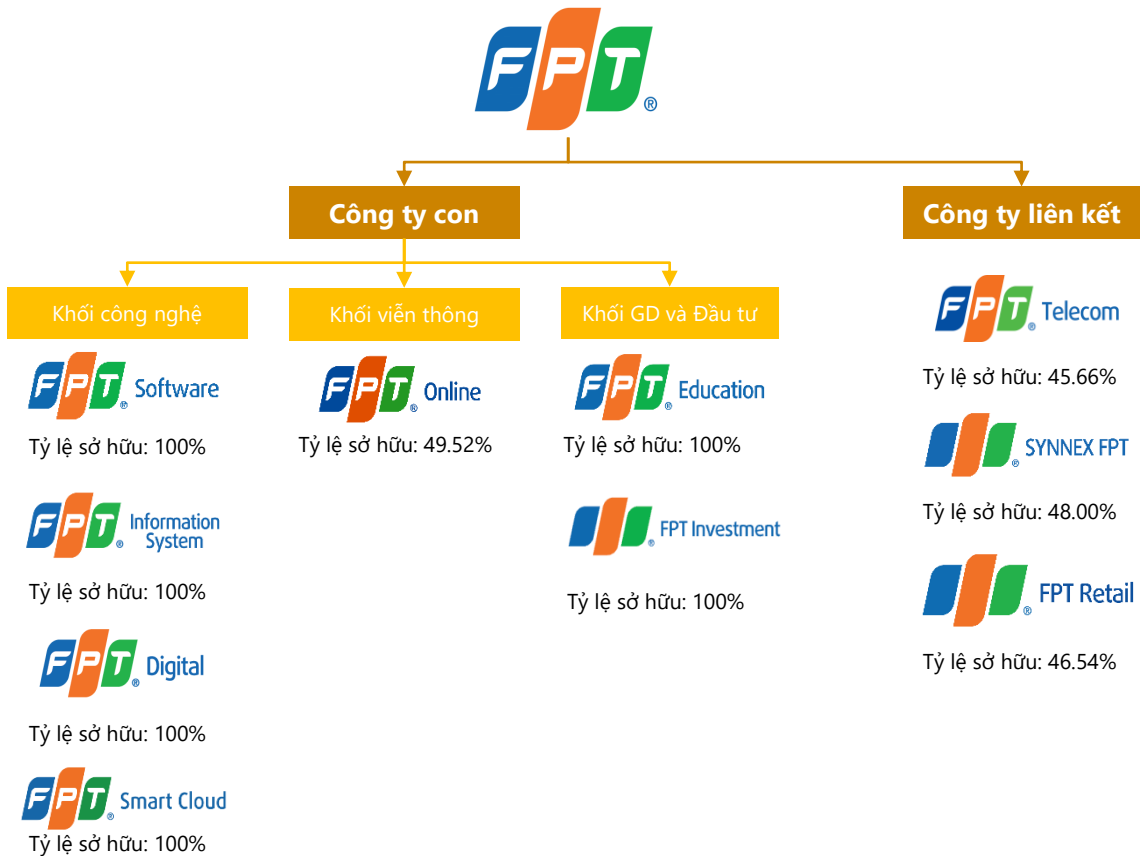 FPT®
Công ty con
Công ty liên kết
Khối công nghệ
Khối viễn thông
Khối GD và Đầu tư
FPT® Software
Tỷ lệ sở hữu: 100%
FPT® Information
System
Tỷ lệ sở hữu: 100%
FPT® Digital
Tỷ lệ sở hữu: 100%
FPT® Smart Cloud
Tỷ lệ sở hữu: 100%
FPT® Online
Tỷ lệ sở hữu: 49.52%
FPT® Education
Tỷ lệ sở hữu: 100%
® FPT Investment
Tỷ lệ sở hữu: 100%
FPT® Telecom
Tỷ lệ sở hữu: 45.66%
® SYNNEX FPT
Tỷ lệ sở hữu: 48.00%
® FPT Retail
Tỷ lệ sở hữu: 46.54%